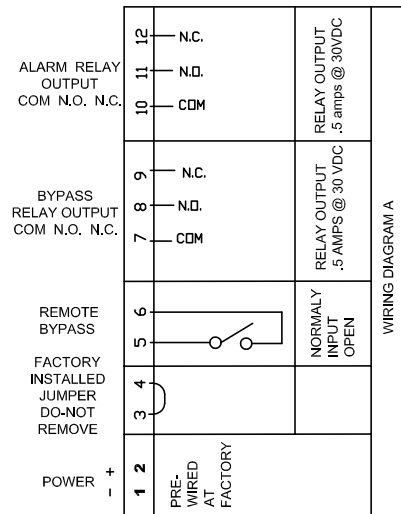 ALARM RELAY
OUTPUT
COM N.O. N.C.
12
N.C.
11
N.O.
10
COM
RELAY OUTPUT
.5 amps @ 30VDC
BYPASS
RELAY OUTPUT
COM N.O. N.C.
9
N.C.
8
N.O.
7
COM
RELAY OUTPUT
.5 AMPS @ 30 VDC
REMOTE
BYPASS
6
5
NORMALY
INPUT
OPEN
FACTORY
INSTALLED
JUMPER
DO-NOT
REMOVE
4
3
POWER
- +
1 2
PRE-
WIRED
AT
FACTORY
WIRING DIAGRAM A